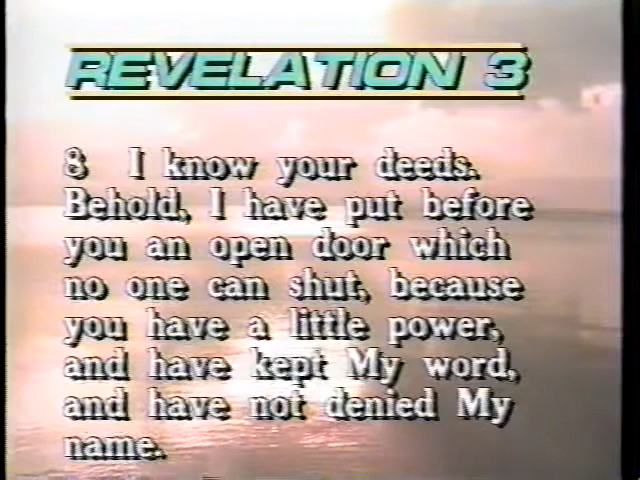 REVELATION 3
8 I know your deeds.
Behold, I have put before
you an open door which
no one can shut, because
you have a little power,
and have kept My word,
and have not denied My
name.